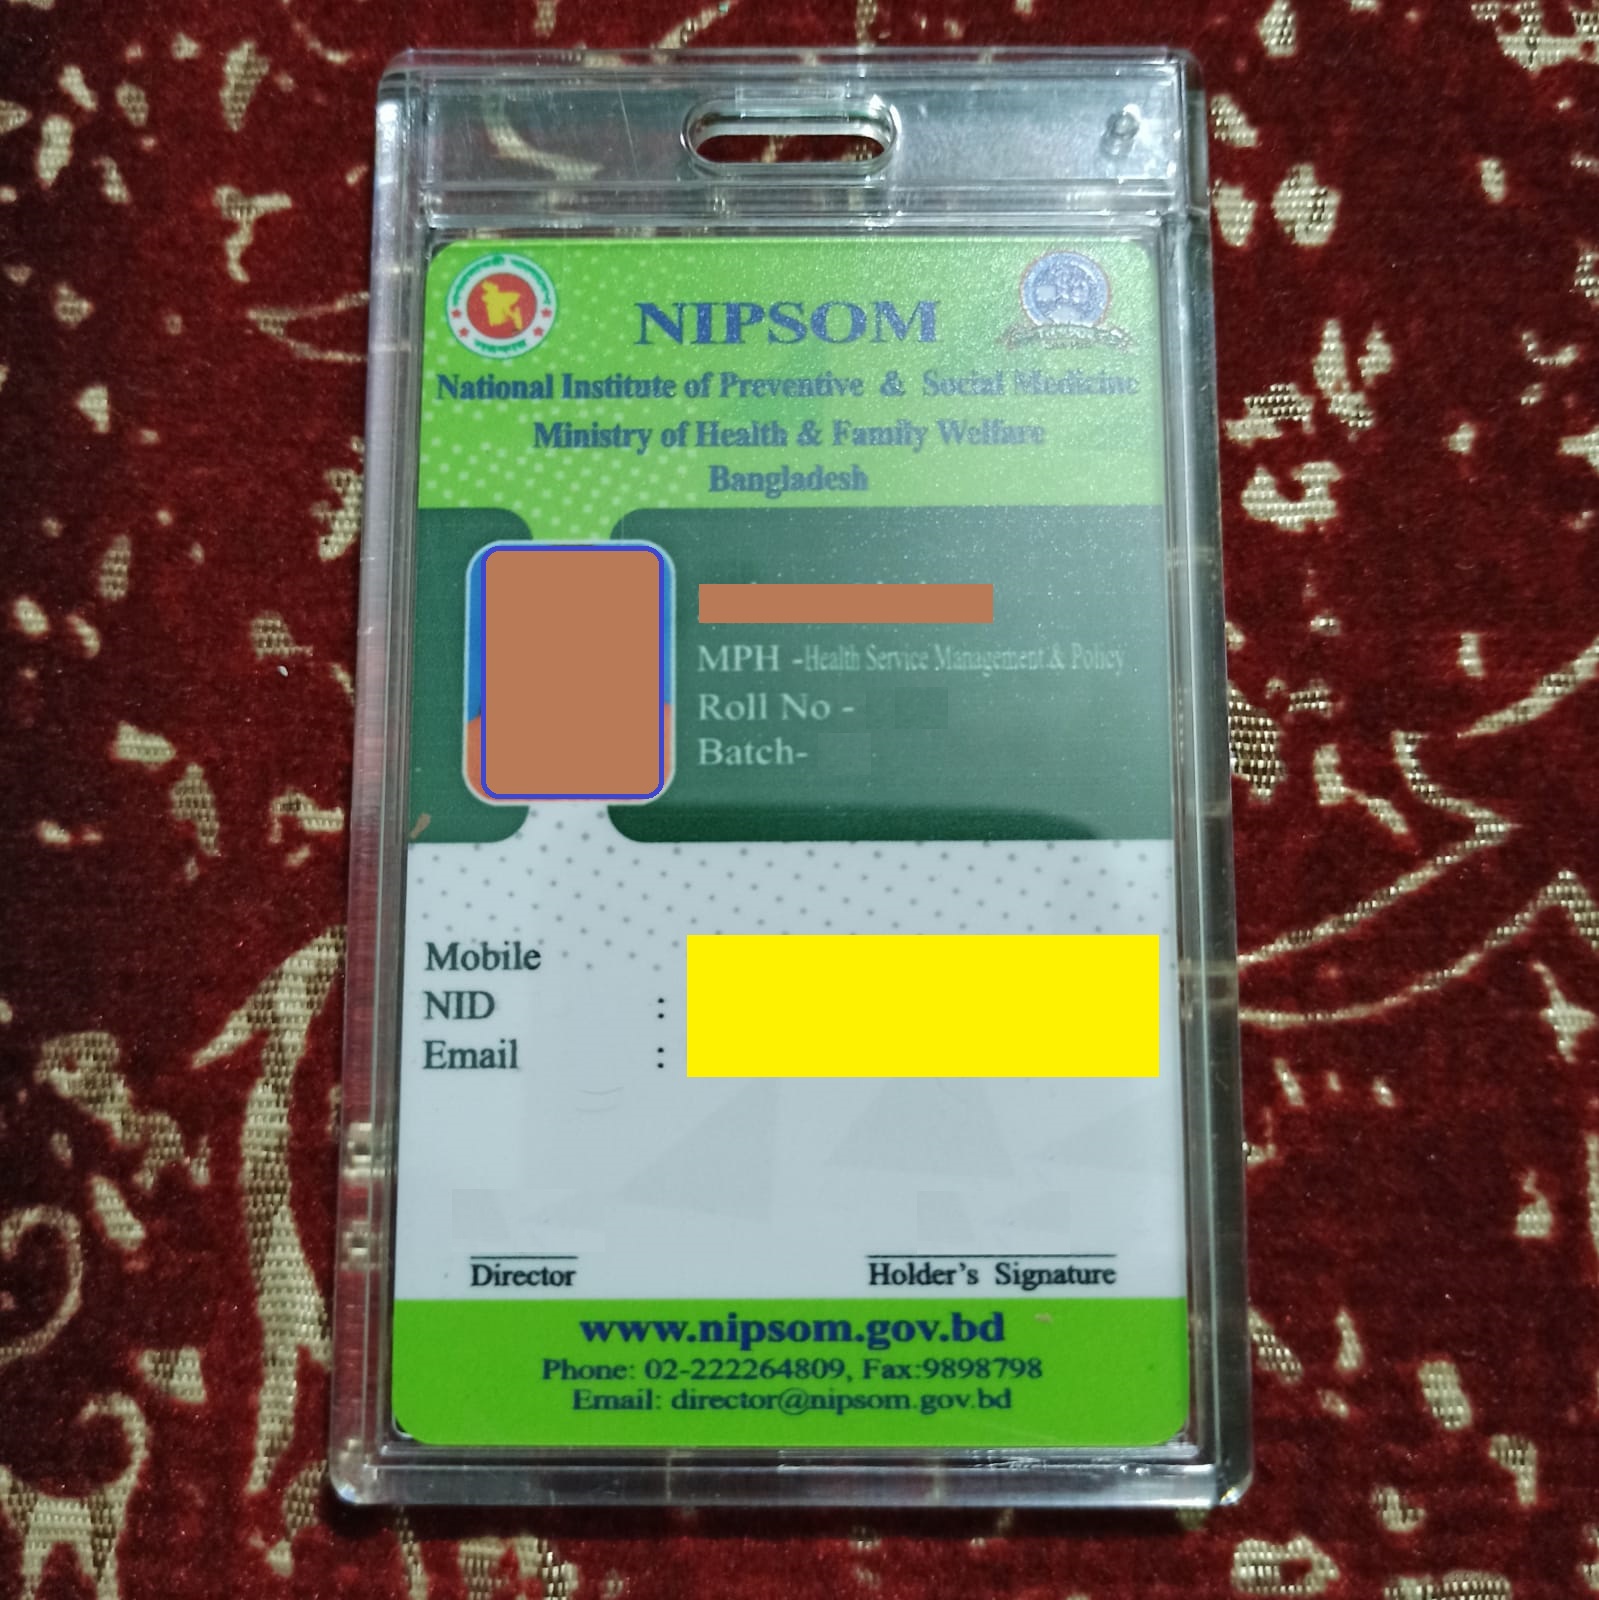 NIPSOM
National Institute of Preventive & Social Medicine
Ministry of Health & Family Welfare
Bangladesh
MPH -Health Service Management & Policy
Roll No -
Batch-
Mobile
NID :
Email :
Director
Holder's Signature
www.nipsom.gov.bd
Phone: 02-222264809, Fax:9898798
Email: director@nipsom.gov.bd